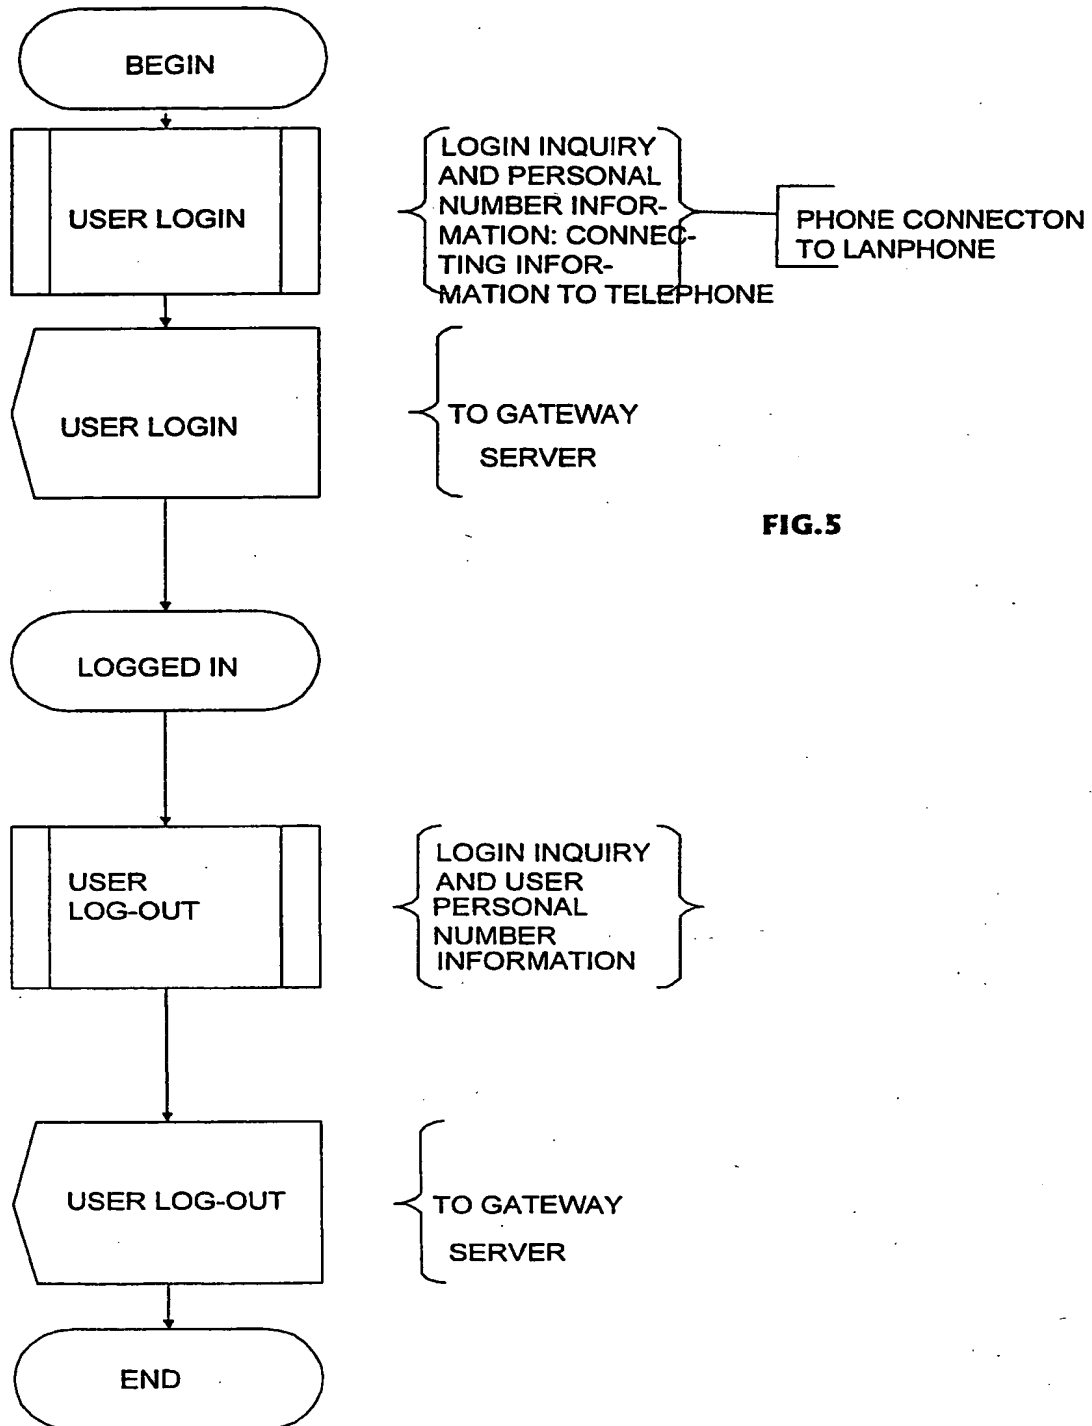 BEGIN
USER LOGIN
LOGIN INQUIRY
AND PERSONAL
NUMBER INFOR-
MATION: CONNEC-
TING INFOR-
MATION TO TELEPHONE
PHONE CONNECTON
TO LANPHONE
USER LOGIN
TO GATEWAY
SERVER
FIG.5
LOGGED IN
USER
LOG-OUT
LOGIN INQUIRY
AND USER
PERSONAL
NUMBER
INFORMATION
USER LOG-OUT
TO GATEWAY
SERVER
END